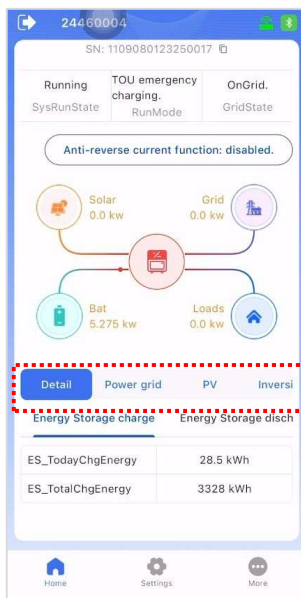 24460004
SN: 1109080123250017
Running
SysRunState
TOU emergency
charging.
RunMode
OnGrid.
GridState
Anti-reverse current function: disabled.
Solar
0.0 kw
Grid
0.0 kw
Bat
5.275 kw
Loads
0.0 kw
Detail Power grid PV Inversi
Energy Storage charge Energy Storage disch
ES_TodayChgEnergy 28.5 kWh
ES_TotalChgEnergy 3328 kWh
Home Settings More